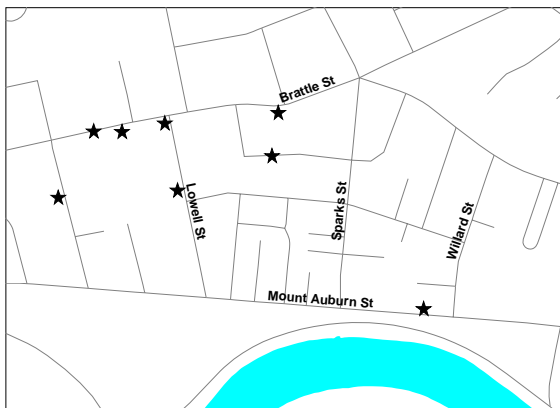 Brattle St
Lowell St
Sparks St
Willard St
Mount Auburn St